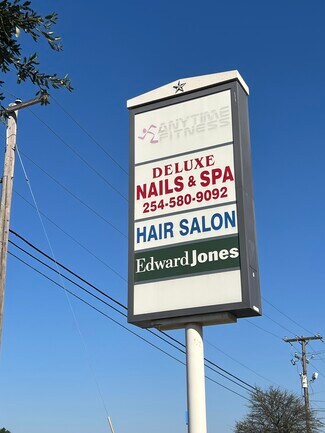 ANYTIME
FITNESS
DELUXE
NAILS & SPA
254-580-9092
HAIR SALON
Edward Jones